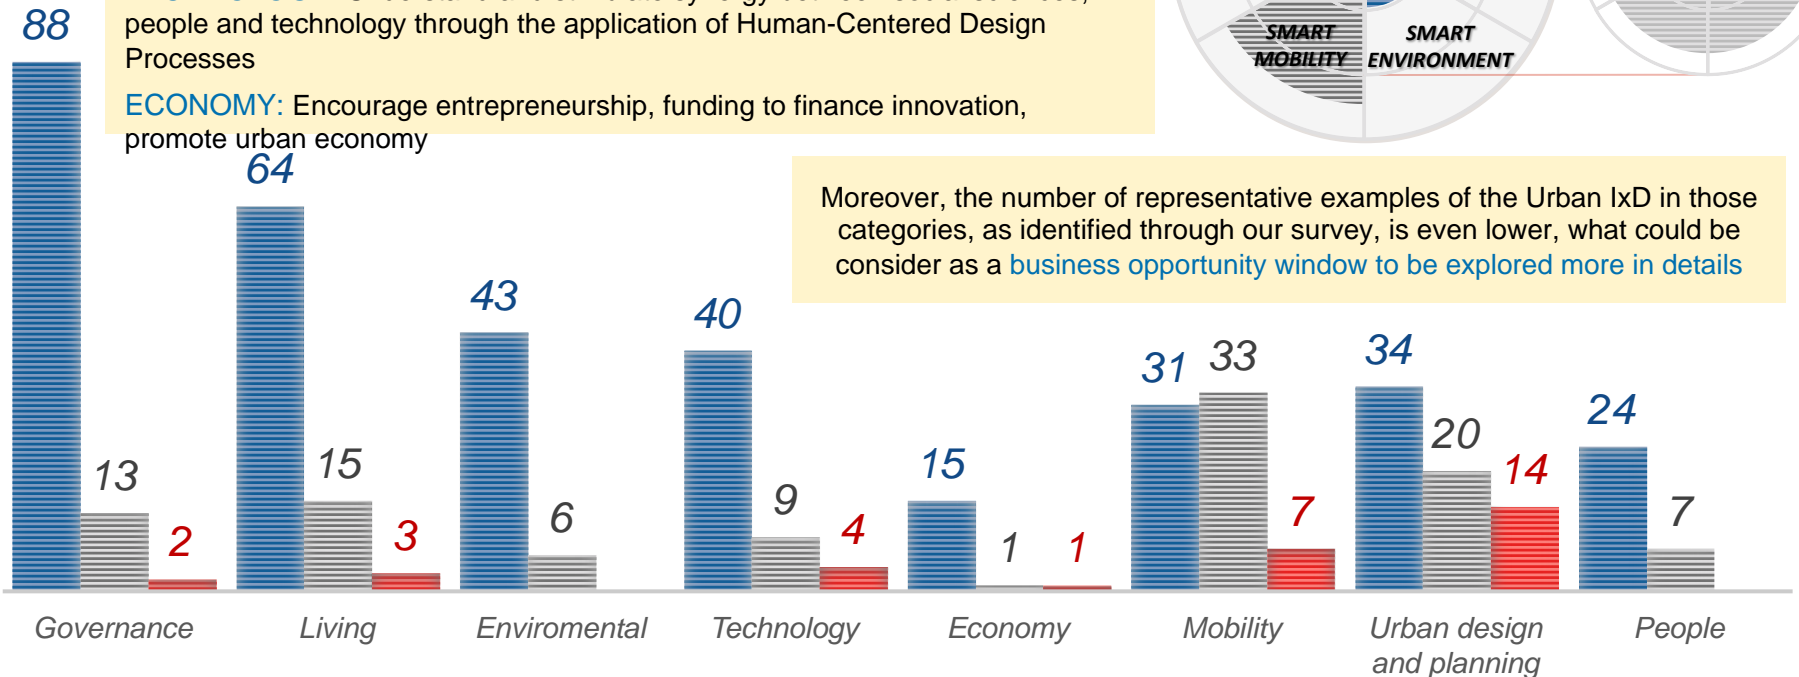 people and technology through the application of Human-Centered Design
Processes
ECONOMY: Encourage entrepreneurship, funding to finance innovation,
promote urban economy
SMART
MOBILITY
SMART
ENVIRONMENT
Moreover, the number of representative examples of the Urban IxD in those
categories, as identified through our survey, is even lower, what could be
consider as a business opportunity window to be explored more in details
88
13
2
64
15
3
43
6
40
9
4
15
1
1
31
33
7
34
20
14
24
7
Governance
Living
Enviromental
Technology
Economy
Mobility
Urban design
and planning
People